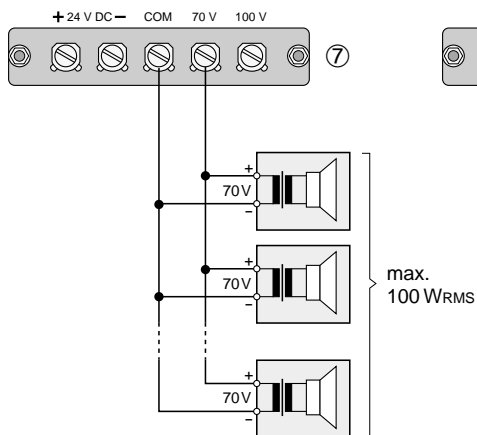 + 24 V DC − COM 70 V 100 V
⑦
+
70 V
−
+
70 V
−
max.
100 WRMS
+
70 V
−